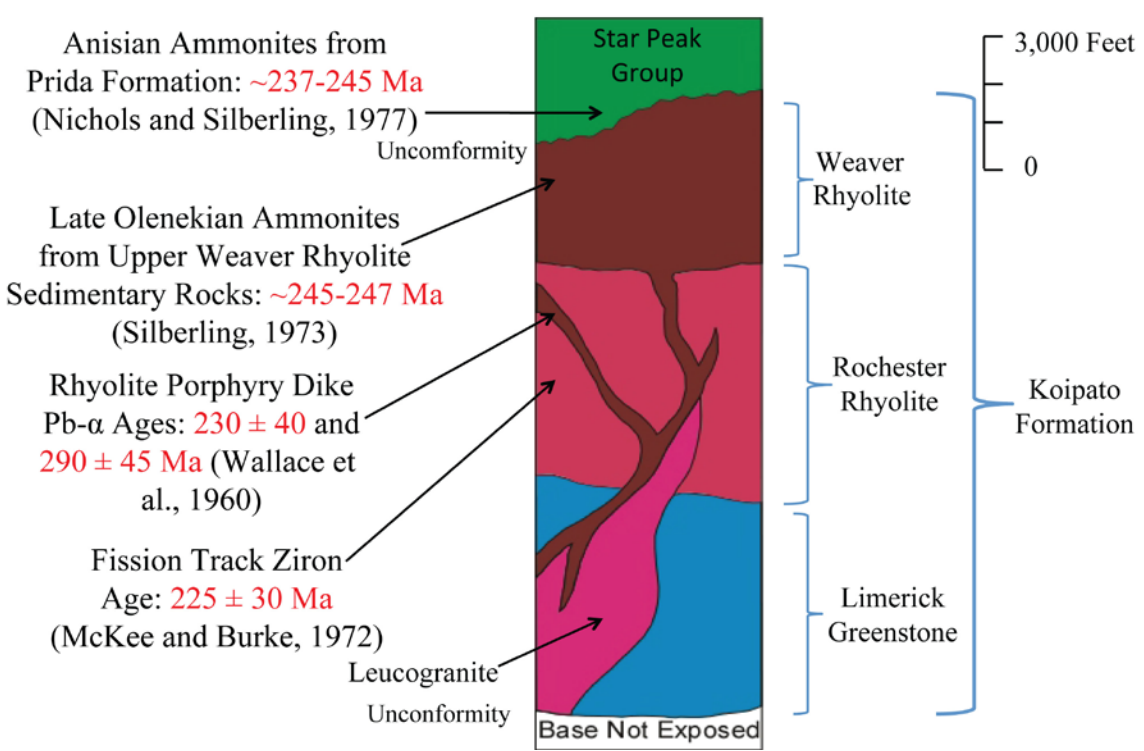 Anisian Ammonites from
Prida Formation: ~237-245 Ma
(Nichols and Silberling, 1977)
Uncomformity
Late Olenekian Ammonites
from Upper Weaver Rhyolite
Sedimentary Rocks: ~245-247 Ma
(Silberling, 1973)
Rhyolite Porphyry Dike
Pb-α Ages: 230 ± 40 and
290 ± 45 Ma (Wallace et
al., 1960)
Fission Track Ziron
Age: 225 ± 30 Ma
(McKee and Burke, 1972)
Leucogranite
Unconformity
Star Peak
Group
Base Not Exposed
Weaver
Rhyolite
Rochester
Rhyolite
Limerick
Greenstone
3,000 Feet
0
Koipato
Formation